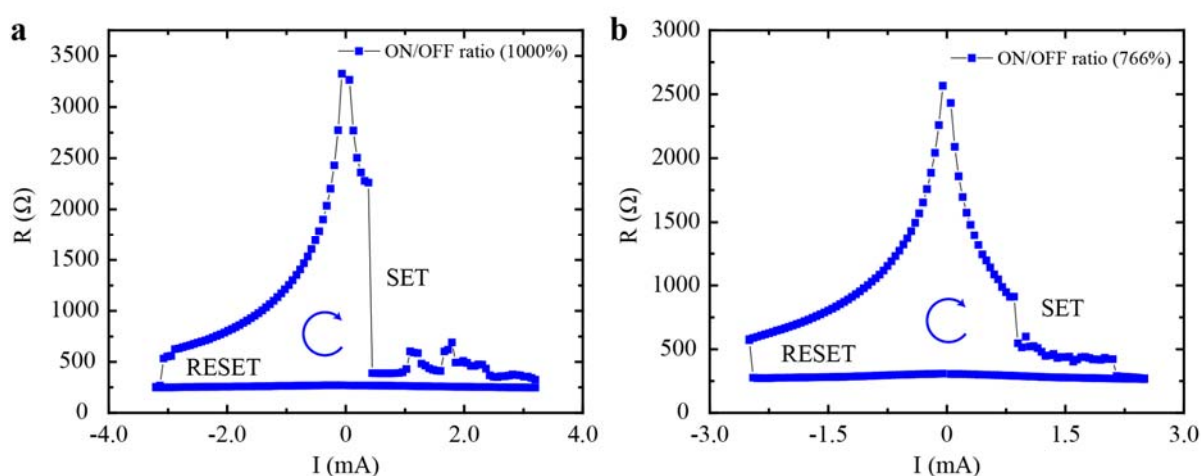 a
ON/OFF ratio (1000%)
3500
3000
2500
2000
1500
1000
500
0
R (Ω)
SET
RESET
-4.0
-2.0
0
2.0
4.0
I (mA)
b
ON/OFF ratio (766%)
3000
2500
2000
1500
1000
500
0
R (Ω)
SET
RESET
-3.0
-1.5
0
1.5
3.0
I (mA)